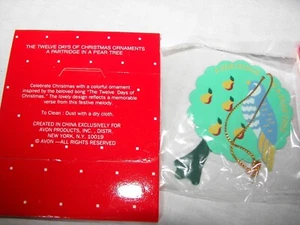 THE TWELVE DAYS OF CHRISTMAS ORNAMENTS
A PARTRIDGE IN A PEAR TREE
Celebrate Christmas with a colorful ornament
inspired by the beloved song "The Twelve Days of
Christmas." The lovely design reflects a memorable
verse from this festive melody.
To Clean: Dust with a dry cloth.
CREATED IN CHINA EXCLUSIVELY FOR
AVON PRODUCTS, INC., DISTR.
NEW YORK, N.Y. 10019
© AVON — ALL RIGHTS RESERVED